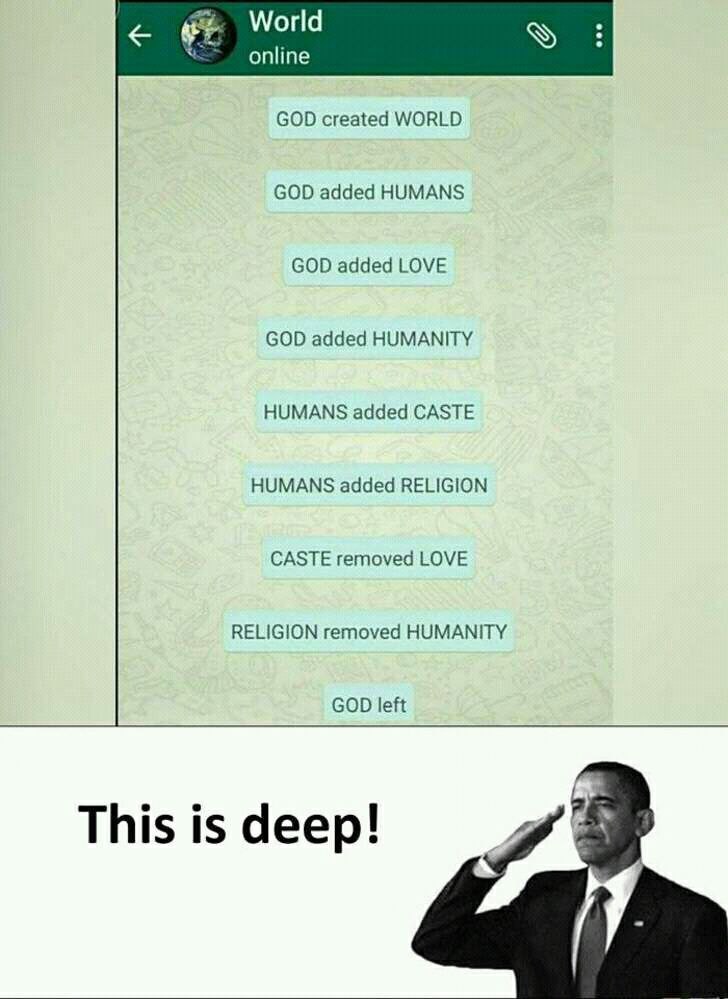 World
online
GOD created WORLD
GOD added HUMANS
GOD added LOVE
GOD added HUMANITY
HUMANS added CASTE
HUMANS added RELIGION
CASTE removed LOVE
RELIGION removed HUMANITY
GOD left
This is deep!